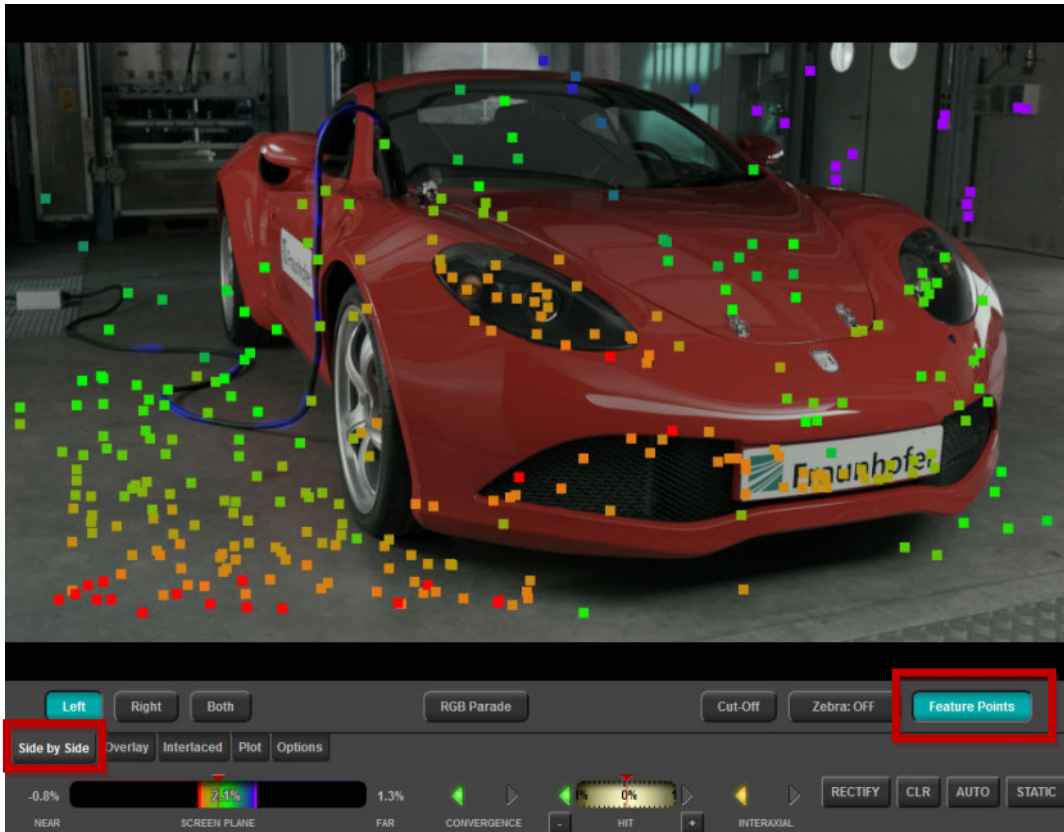 Fraunhofer
Fraunhofer
Left
Right
Both
RGB Parade
Cut-Off
Zebra: OFF
Feature Points
Side by Side
Overlay
Interlaced
Plot
Options
-0.8%
2.1%
1.3%
0%
RECTIFY
CLR
AUTO
STATIC
NEAR
SCREEN PLANE
FAR
CONVERGENCE
-
HIT
+
INTERAXIAL